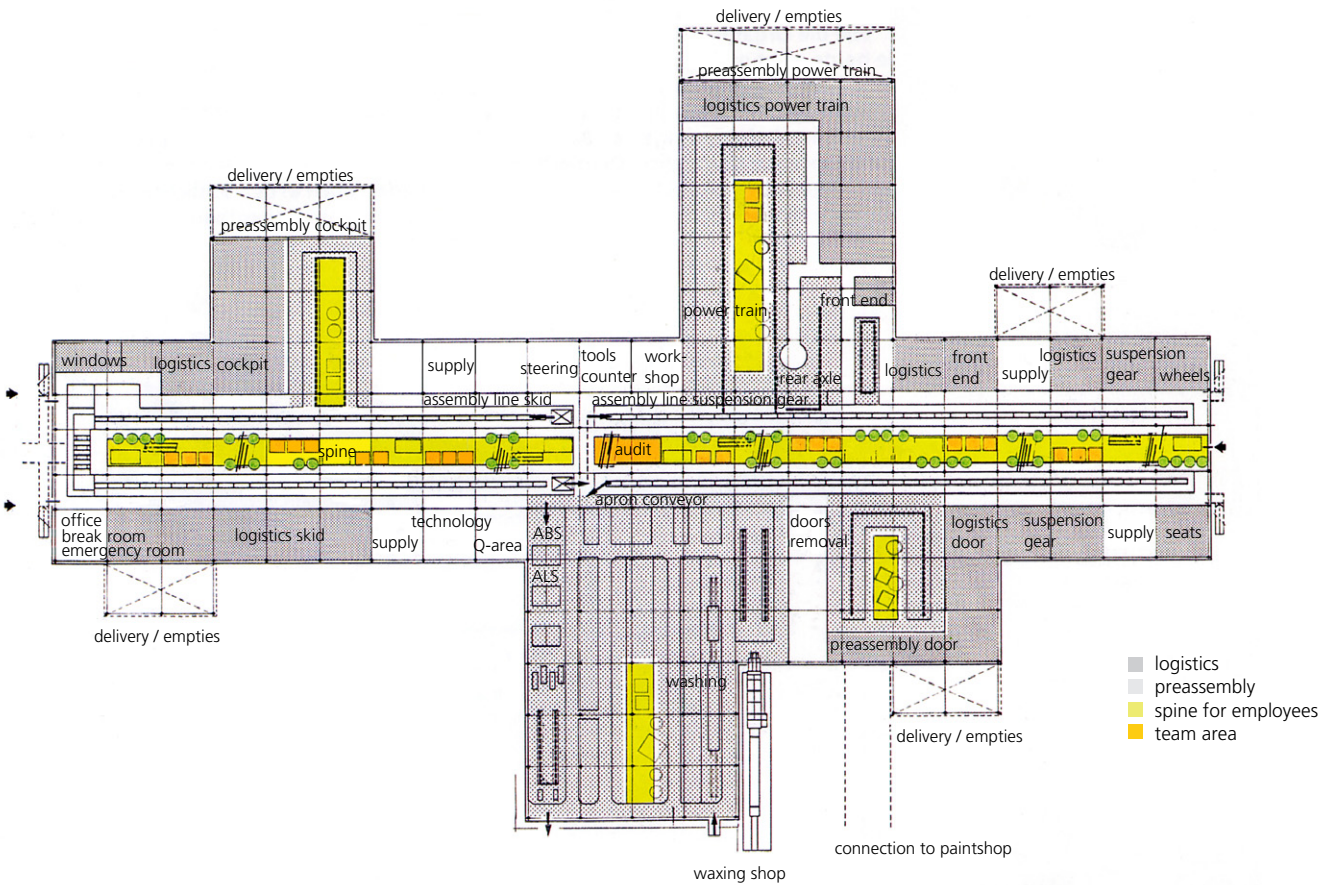 delivery / empties
preassembly power train
logistics power train
delivery / empties
preassembly cockpit
delivery / empties
power train
front end
windows
logistics
cockpit
supply
steering
tools
counter
work-
shop
rear axle
logistics
front
end
supply
logistics
suspension
gear
wheels
assembly line skid
assembly line suspension gear
spine
audit
apron conveyor
office
break room
emergency room
logistics skid
supply
technology
Q-area
ABS
ALS
doors
removal
logistics
door
suspension
gear
supply
seats
delivery / empties
preassembly door
washing
logistics
preassembly
spine for employees
team area
delivery / empties
connection to paintshop
waxing shop